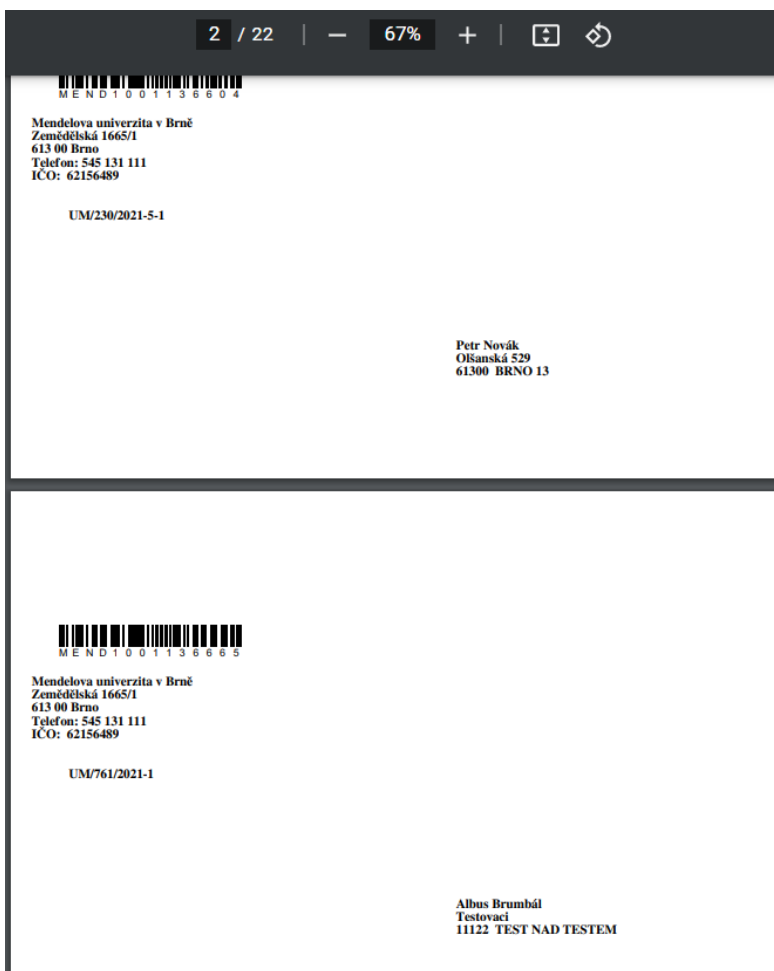 2 / 22 67%
MEND1001136604
Mendelova univerzita v Brně
Zemědělská 1665/1
613 00 Brno
Telefon: 545 131 111
IČO: 62156489
UM/230/2021-5-1
Petr Novák
Olšanská 529
61300 BRNO 13
MEND1001136665
Mendelova univerzita v Brně
Zemědělská 1665/1
613 00 Brno
Telefon: 545 131 111
IČO: 62156489
UM/761/2021-1
Albus Brumbál
Testovaci
11122 TEST NAD TESTEM